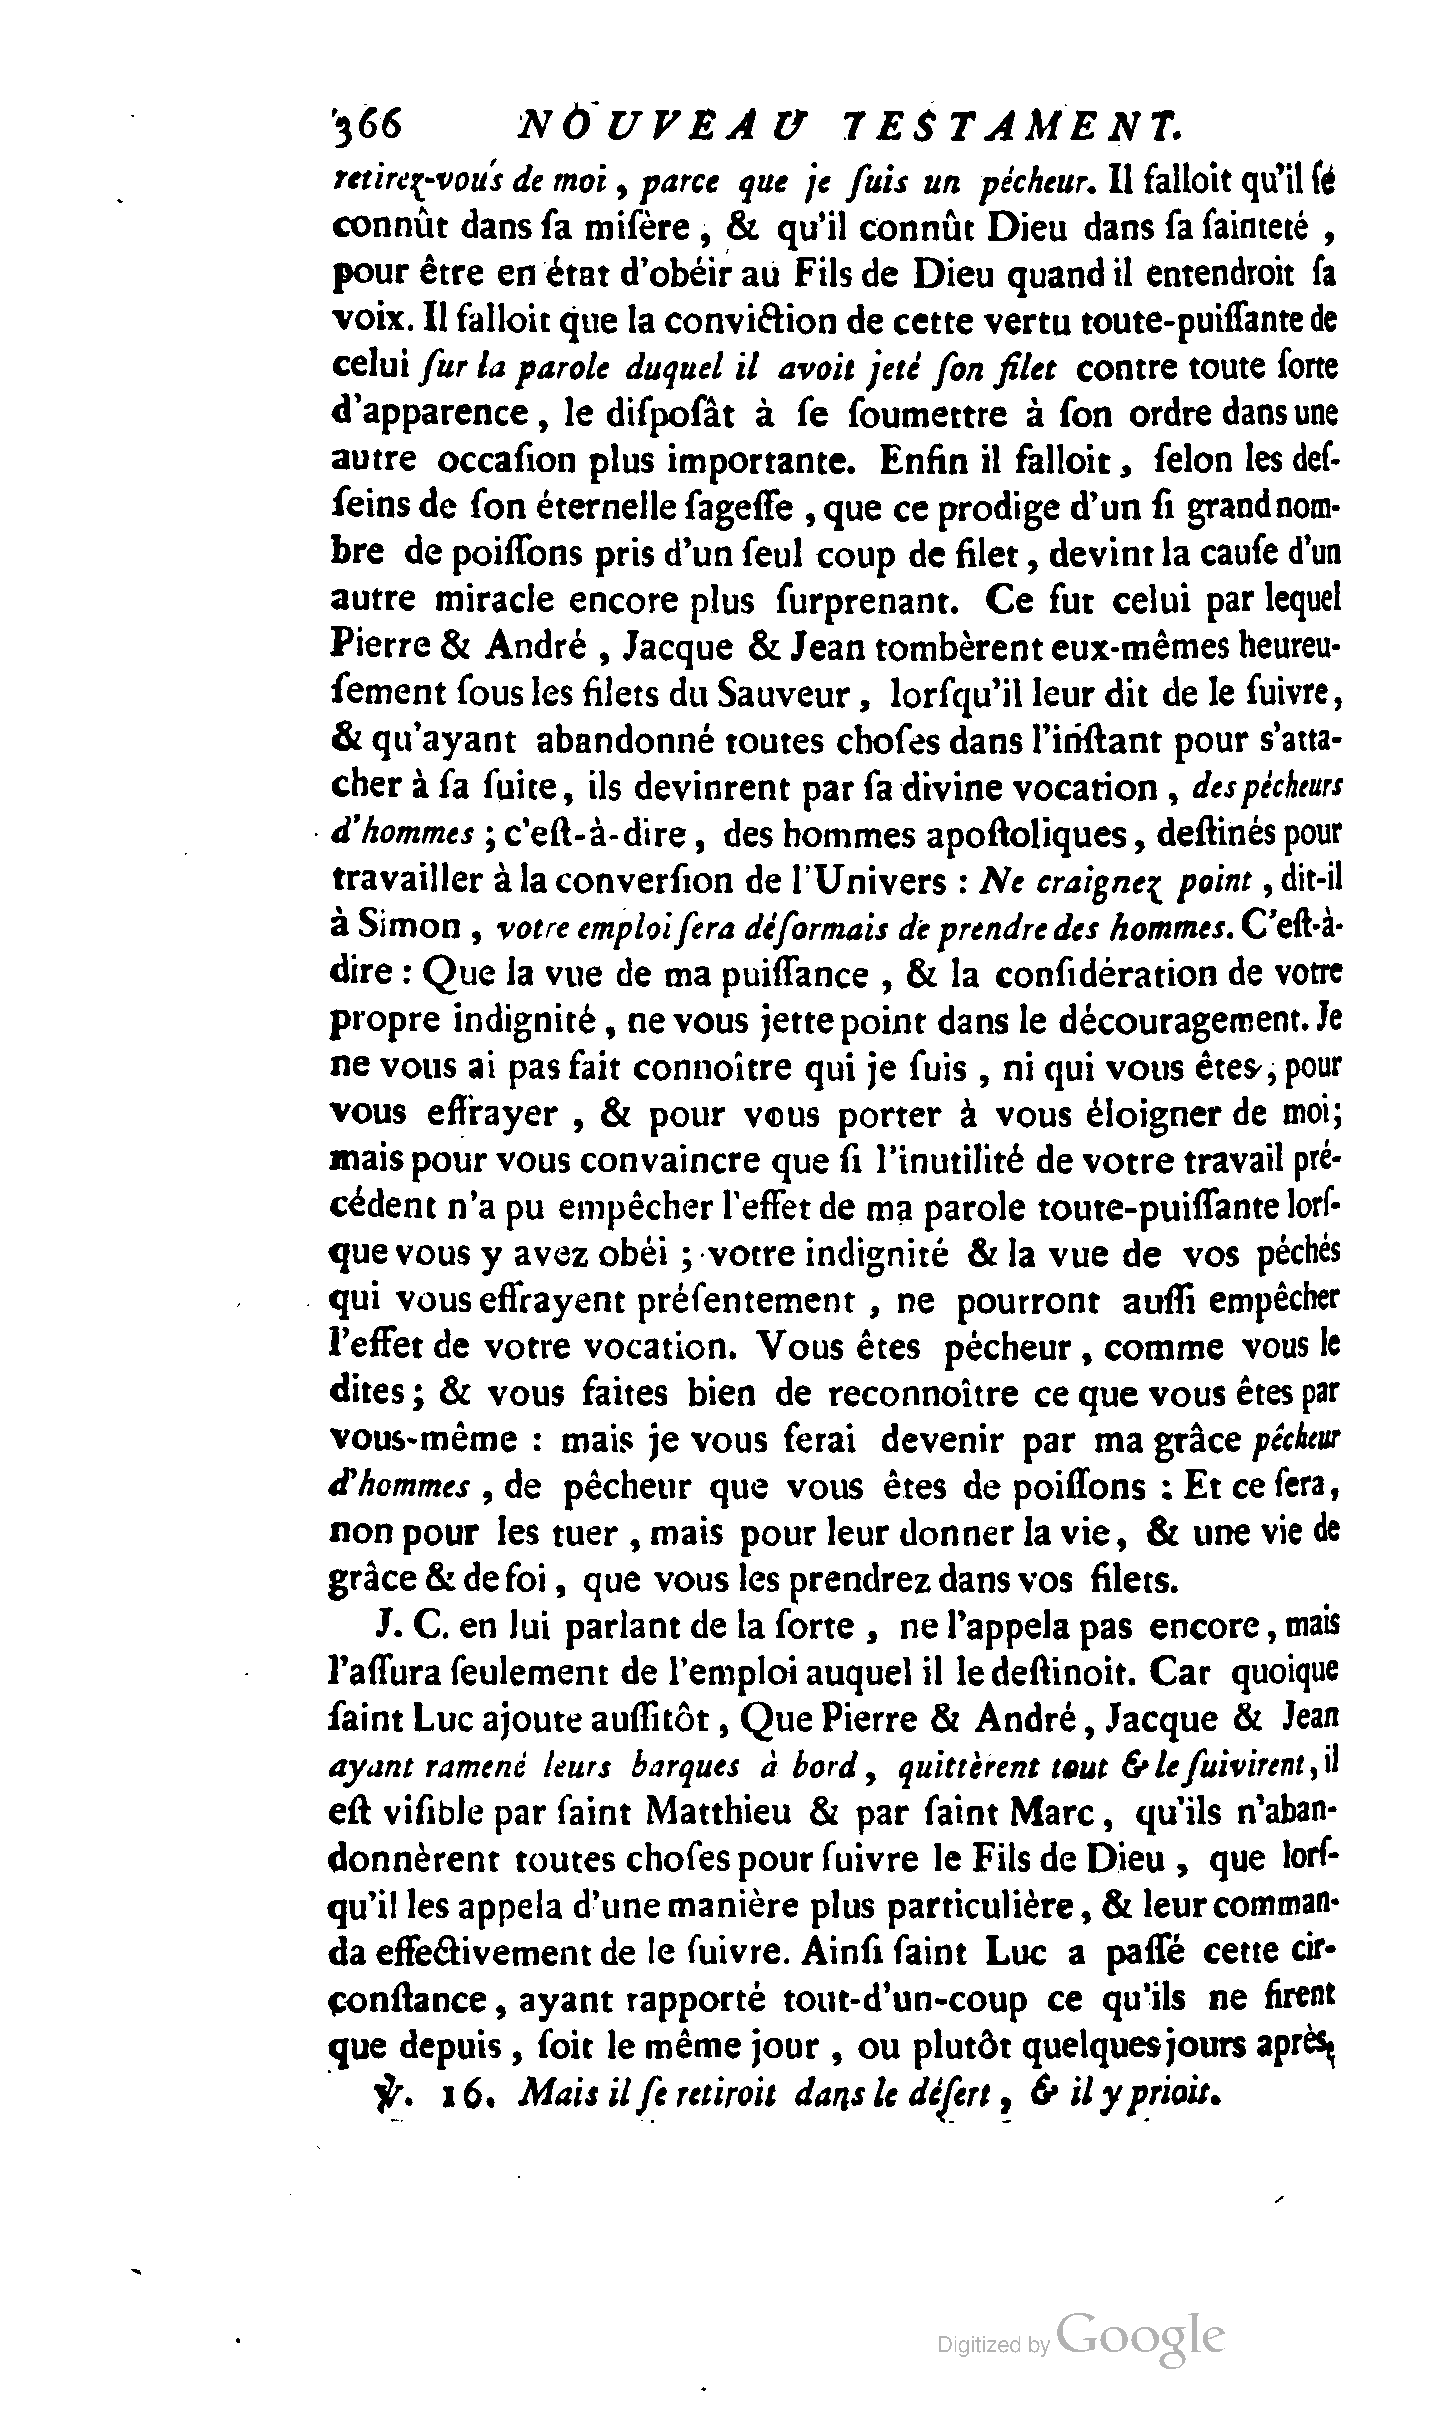 366 NOUVEAU TESTAMENT.
retirez-vous de moi, parce que je ſuis un pécheur. Il falloit qu'il ſe
connût dans ſa miſère, & qu'il connût Dieu dans ſa ſainteté,
pour être en état d'obéir au Fils de Dieu quand il entendroit ſa
voix. Il falloit que la conviction de cette vertu toute-puiſſante de
celui ſur la parole duquel il avoit jeté ſon filet contre toute ſorte
d'apparence, le diſpoſât à ſe ſoumettre à ſon ordre dans une
autre occaſion plus importante. Enfin il falloit, ſelon les deſ-
ſeins de ſon éternelle ſageſſe, que ce prodige d'un ſi grand nom-
bre de poiſſons pris d'un ſeul coup de filet, devint la cauſe d'un
autre miracle encore plus ſurprenant. Ce fut celui par lequel
Pierre & André, Jacque & Jean tombèrent eux-mêmes heureu-
ſement ſous les filets du Sauveur, lorſqu'il leur dit de le ſuivre,
& qu'ayant abandonné toutes choſes dans l'inſtant pour s'atta-
cher à ſa ſuite, ils devinrent par ſa divine vocation, des pêcheurs
d'hommes; c'eſt-à-dire, des hommes apoſtoliques, deſtinés pour
travailler à la converſion de l'Univers : Ne craignez point, dit-il
à Simon, votre emploi ſera déſormais de prendre des hommes. C'eſt-à-
dire : Que la vue de ma puiſſance, & la conſidération de votre
propre indignité, ne vous jette point dans le découragement. Je
ne vous ai pas fait connoître qui je ſuis, ni qui vous êtes, pour
vous effrayer, & pour vous porter à vous éloigner de moi;
mais pour vous convaincre que ſi l'inutilité de votre travail pré-
cédent n'a pu empêcher l'effet de ma parole toute-puiſſante lorſ-
que vous y avez obéi; votre indignité & la vue de vos péchés
qui vous effrayent préſentement, ne pourront auſſi empêcher
l'effet de votre vocation. Vous êtes pécheur, comme vous le
dites; & vous faites bien de reconnoître ce que vous êtes par
vous-même : mais je vous ferai devenir par ma grâce pêcheur
d'hommes, de pêcheur que vous êtes de poiſſons : Et ce ſera,
non pour les tuer, mais pour leur donner la vie, & une vie de
grâce & de foi, que vous les prendrez dans vos filets.
J. C. en lui parlant de la ſorte, ne l'appela pas encore, mais
l'aſſura ſeulement de l'emploi auquel il le deſtinoit. Car quoique
ſaint Luc ajoute auſſitôt, Que Pierre & André, Jacque & Jean
ayant ramené leurs barques à bord, quittèrent tout & le ſuivirent, il
eſt viſible par ſaint Matthieu & par ſaint Marc, qu'ils n'aban-
donnèrent toutes choſes pour ſuivre le Fils de Dieu, que lorſ-
qu'il les appela d'une manière plus particulière, & leur comman-
da effectivement de le ſuivre. Ainſi ſaint Luc a paſſé cette cir-
conſtance, ayant rapporté tout-d'un-coup ce qu'ils ne firent
que depuis, ſoit le même jour, ou plutôt quelques jours après.
℣. 16. Mais il ſe retiroit dans le déſert, & il y prioit.
Digitized by Google